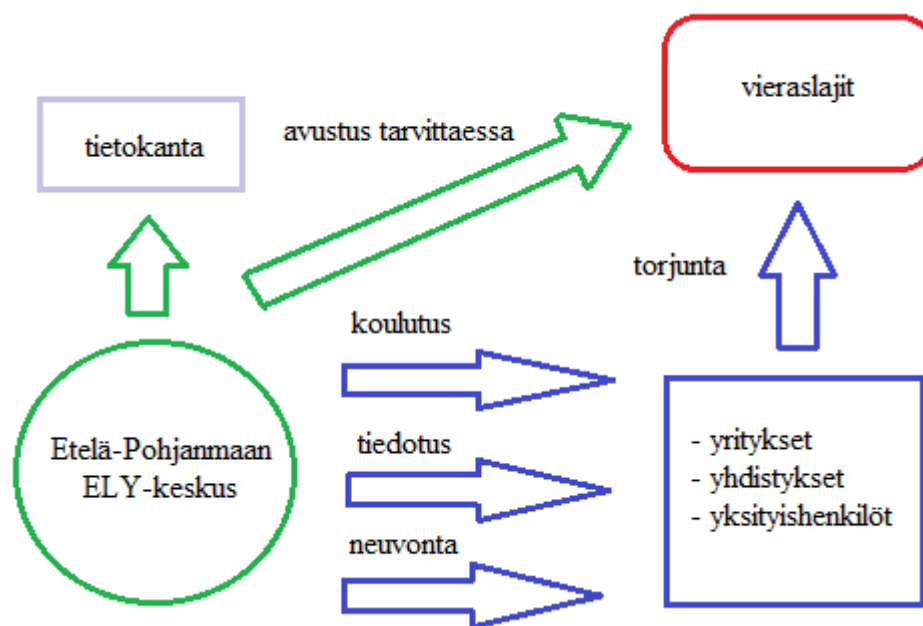 vieraslajit
tietokanta
avustus tarvittaessa
torjunta
koulutus
Etelä-Pohjanmaan
ELY-keskus
tiedotus
neuvonta
- yritykset
- yhdistykset
- yksityishenkilöt